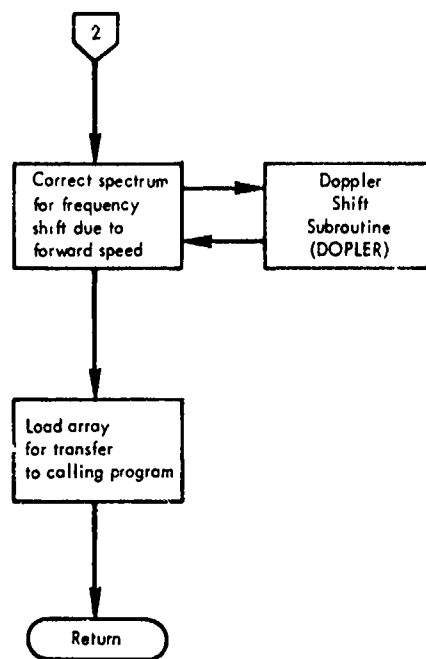 2
Correct spectrum
for frequency
shift due to
forward speed
Doppler
Shift
Subroutine
(DOPLER)
Load array
for transfer
to calling program
Return